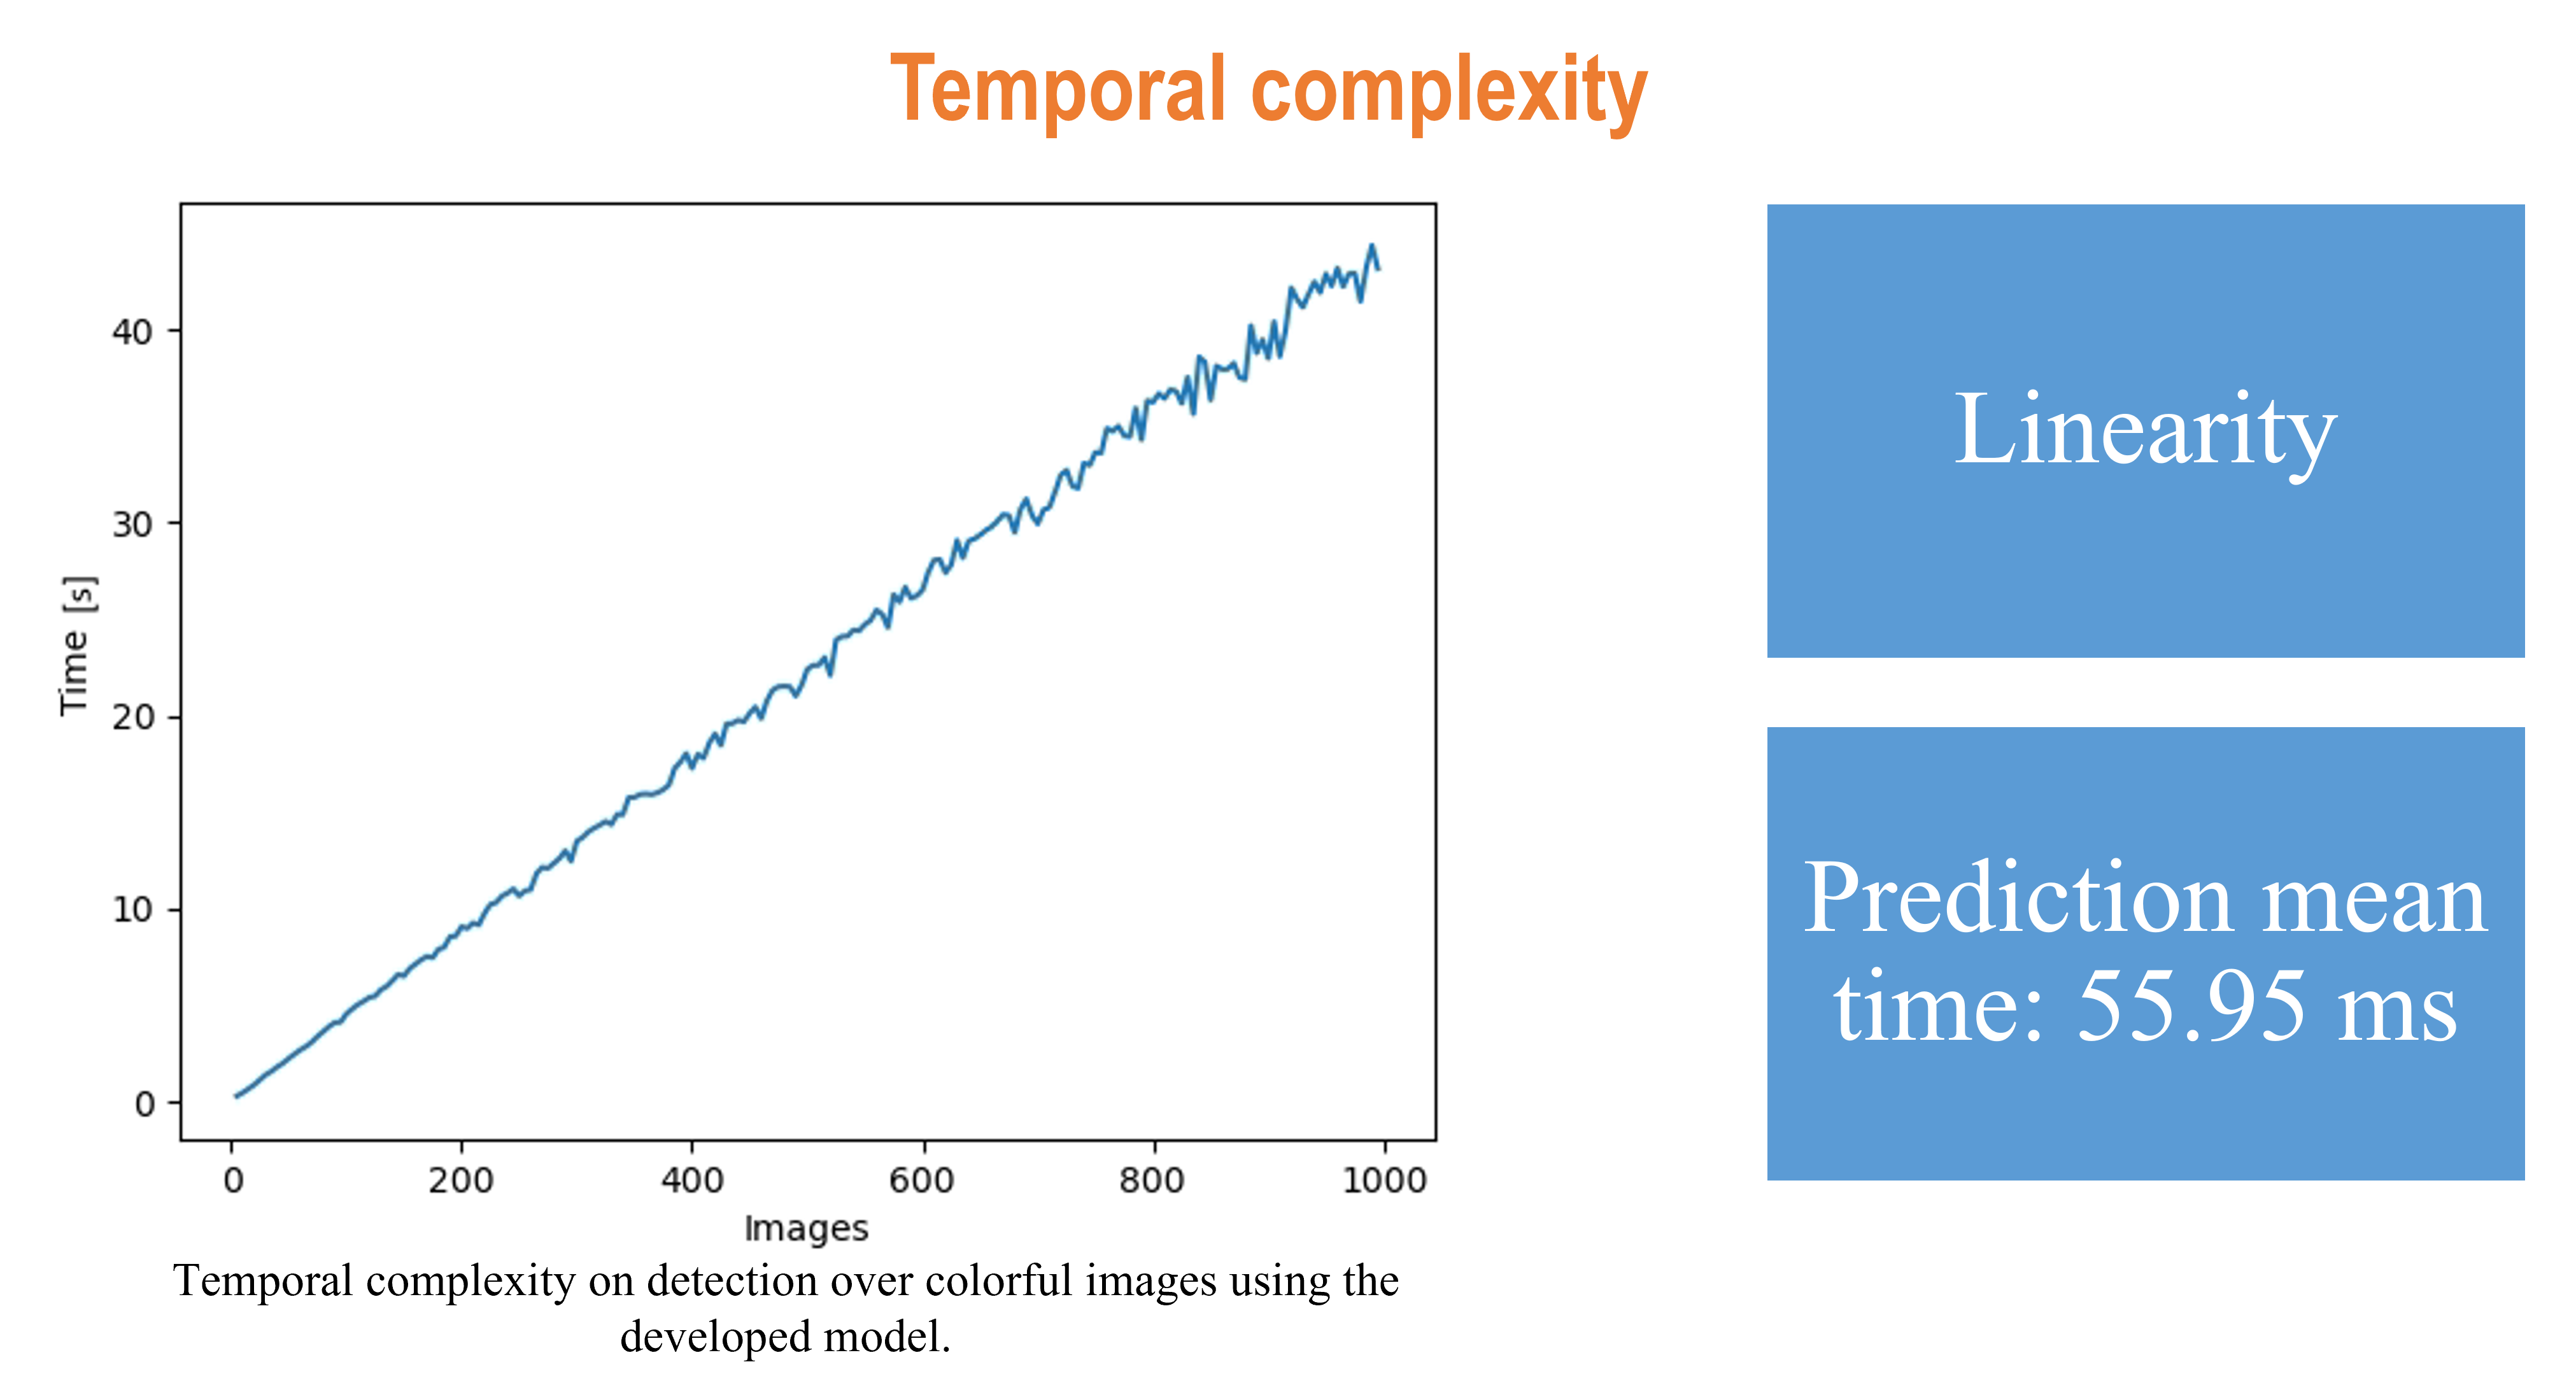 Temporal complexity
40
30
20
10
0
Time [s]
0 200 400 600 800 1000
Images
Temporal complexity on detection over colorful images using the
developed model.
Linearity
Prediction mean
time: 55.95 ms